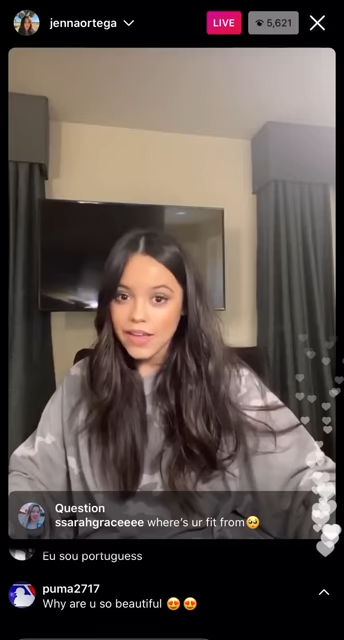 jennaortega
LIVE
5,621
Question
ssarahgraceeee where's ur fit from🥺
Eu sou portuguess
puma2717
Why are u so beautiful 😍 😍